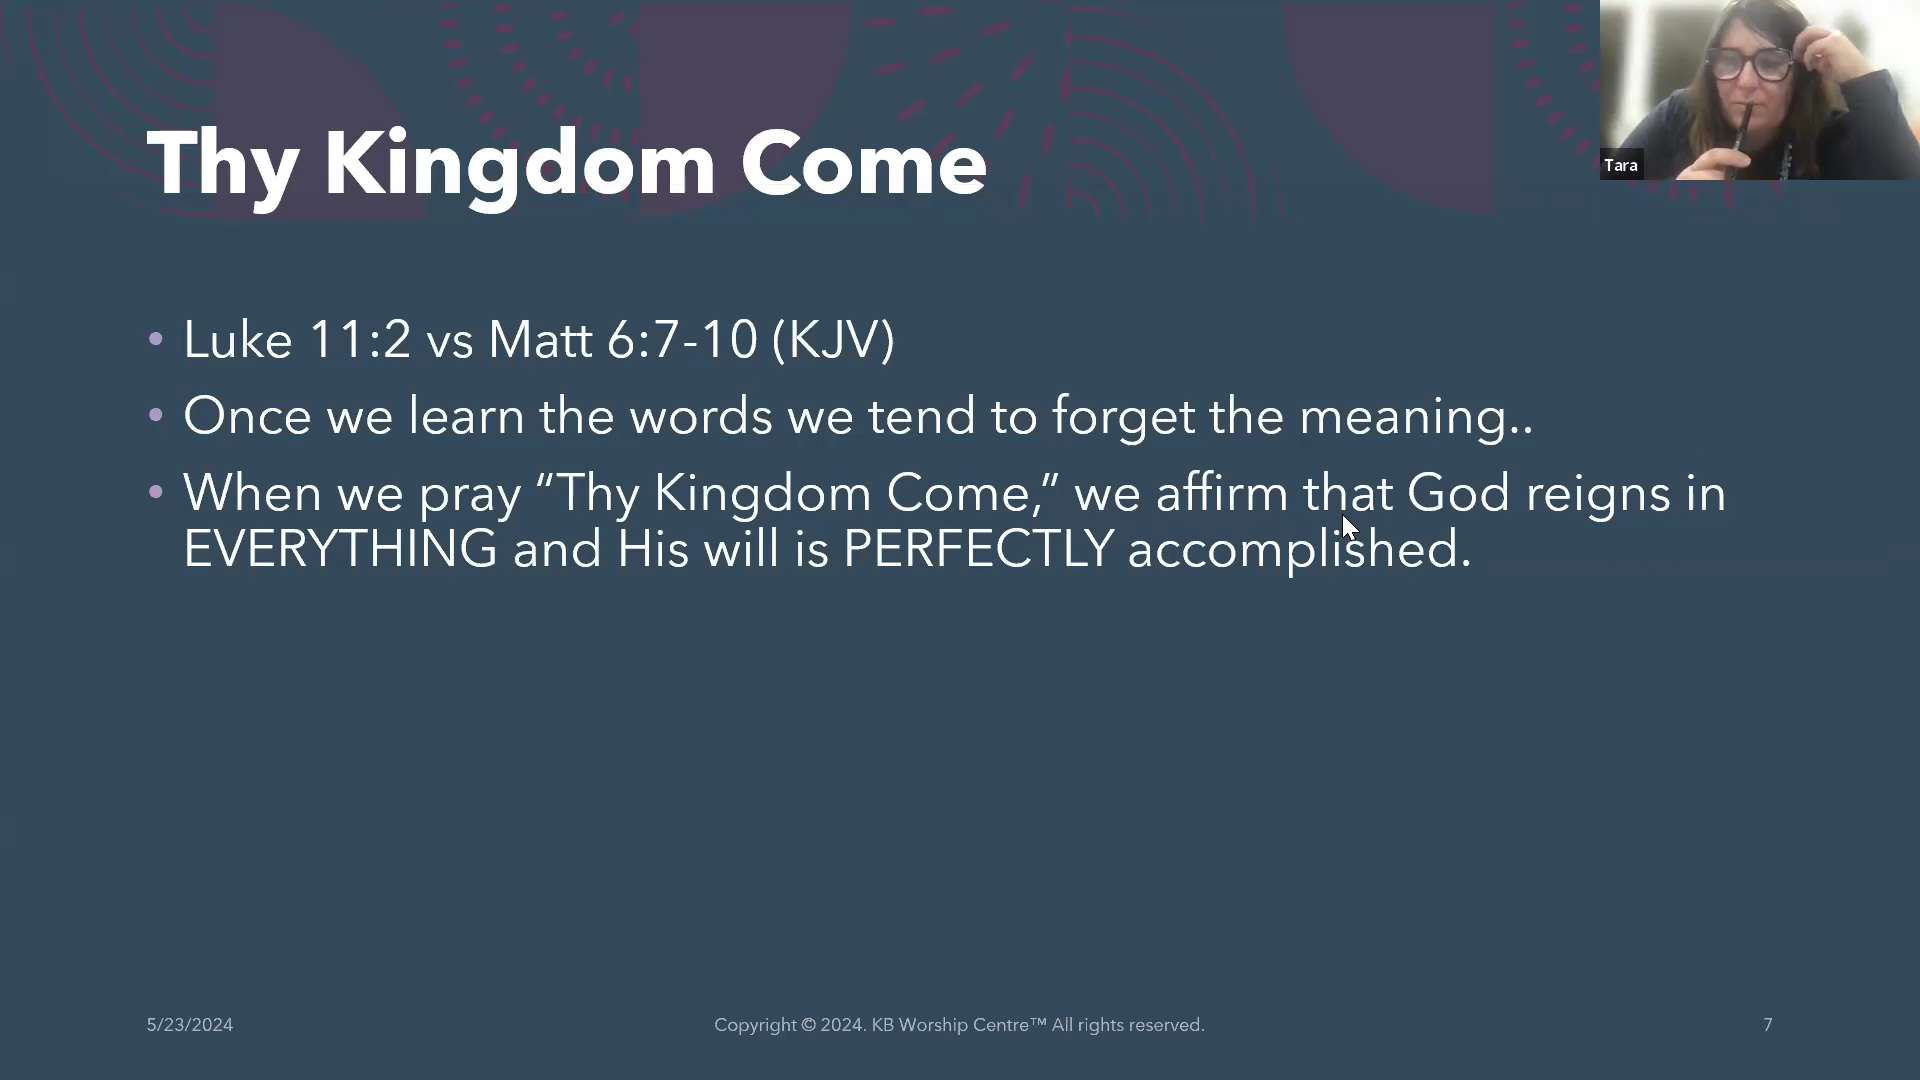 Thy Kingdom Come
Tara
• Luke 11:2 vs Matt 6:7-10 (KJV)
• Once we learn the words we tend to forget the meaning..
• When we pray “Thy Kingdom Come,” we affirm that God reigns in
EVERYTHING and His will is PERFECTLY accomplished.
5/23/2024
Copyright © 2024. KB Worship Centre™ All rights reserved.
7